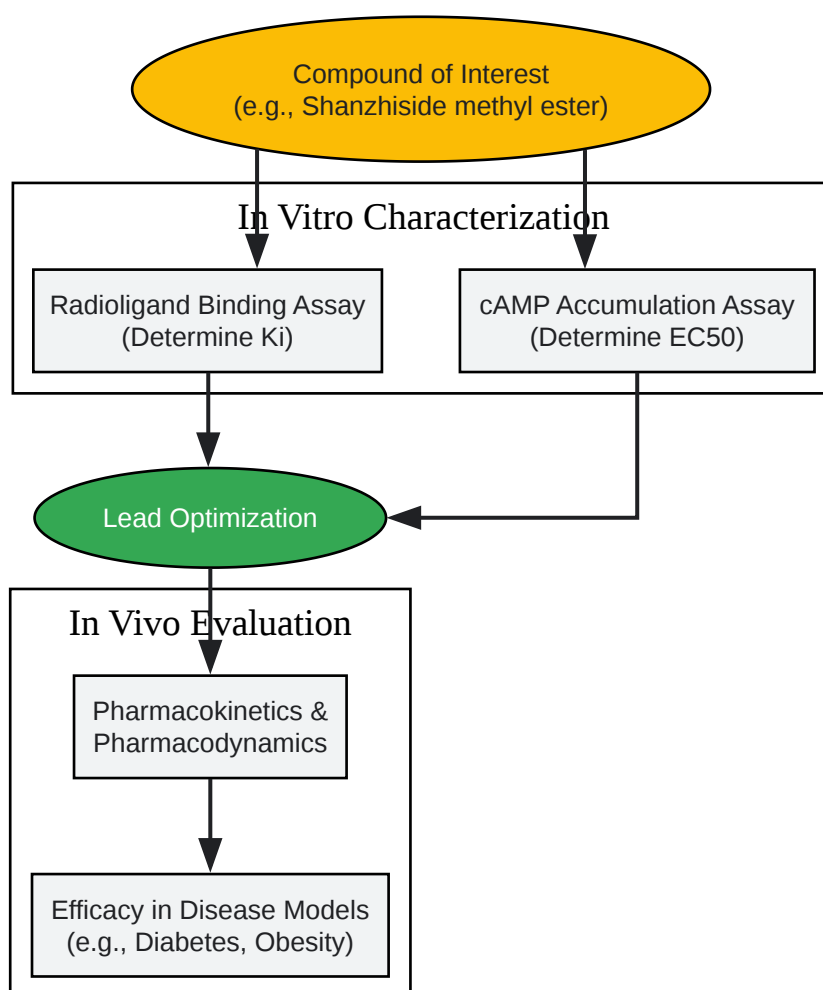 Compound of Interest
(e.g., Shanzhiside methyl ester)
In Vitro Characterization
Radioligand Binding Assay
(Determine Ki)
cAMP Accumulation Assay
(Determine EC50)
Lead Optimization
In Vivo Evaluation
Pharmacokinetics &
Pharmacodynamics
Efficacy in Disease Models
(e.g., Diabetes, Obesity)